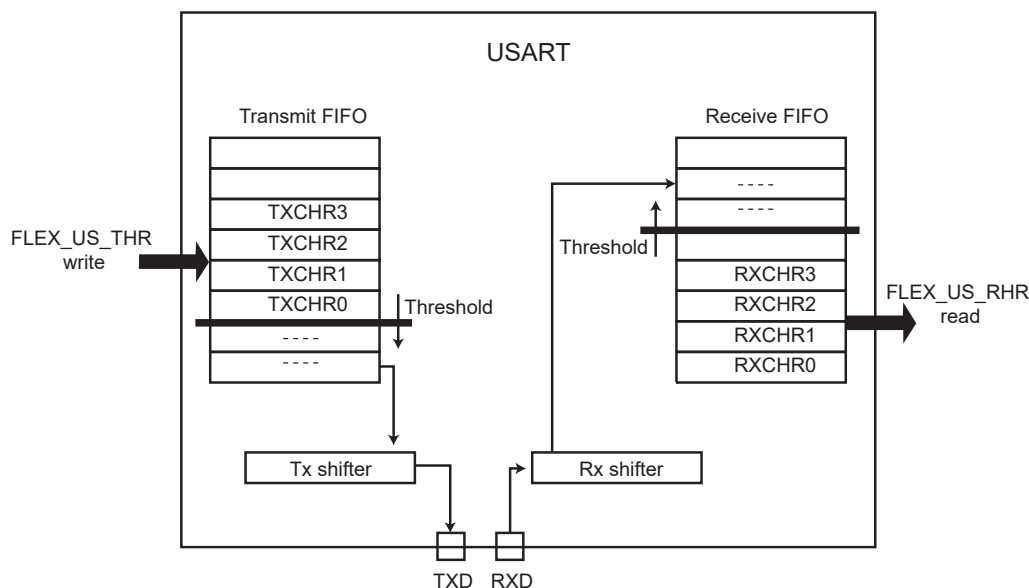 USART
Transmit FIFO
Receive FIFO
TXCHR3
TXCHR2
TXCHR1
TXCHR0
----
----
FLEX_US_THR
write
Threshold
----
----
Threshold
RXCHR3
RXCHR2
RXCHR1
RXCHR0
FLEX_US_RHR
read
Tx shifter
Rx shifter
TXD
RXD